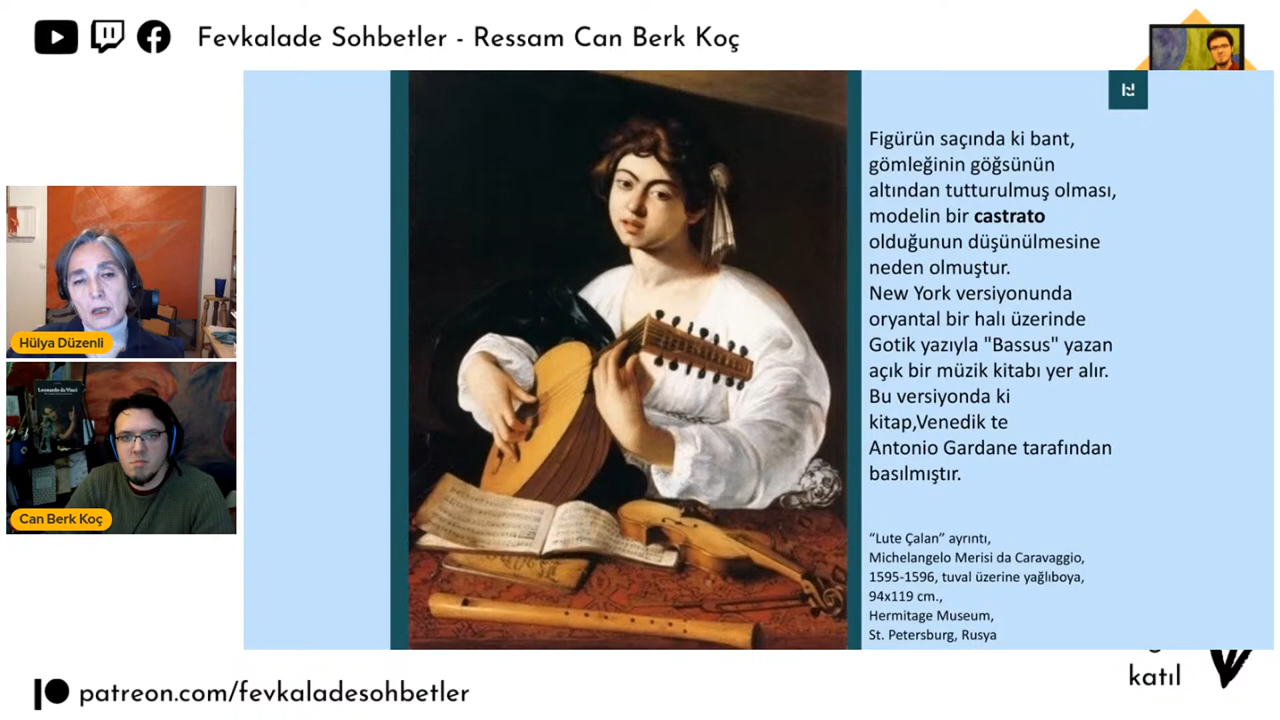 Fevkalade Sohbetler - Ressam Can Berk Koç
Figürün saçında ki bant,
gömleğinin göğsünün
altından tutturulmuş olması,
modelin bir castrato
olduğunun düşünülmesine
neden olmuştur.
New York versiyonunda
oryantal bir halı üzerinde
Gotik yazıyla "Bassus" yazan
açık bir müzik kitabı yer alır.
Bu versiyonda ki
kitap,Venedik te
Antonio Gardane tarafından
basılmıştır.
“Lute Çalan” ayrıntı,
Michelangelo Merisi da Caravaggio,
1595-1596, tuval üzerine yağlıboya,
94x119 cm.,
Hermitage Museum,
St. Petersburg, Rusya
Hülya Düzenli
Leonardo da Vinci
Can Berk Koç
katıl
patreon.com/fevkaladesohbetler